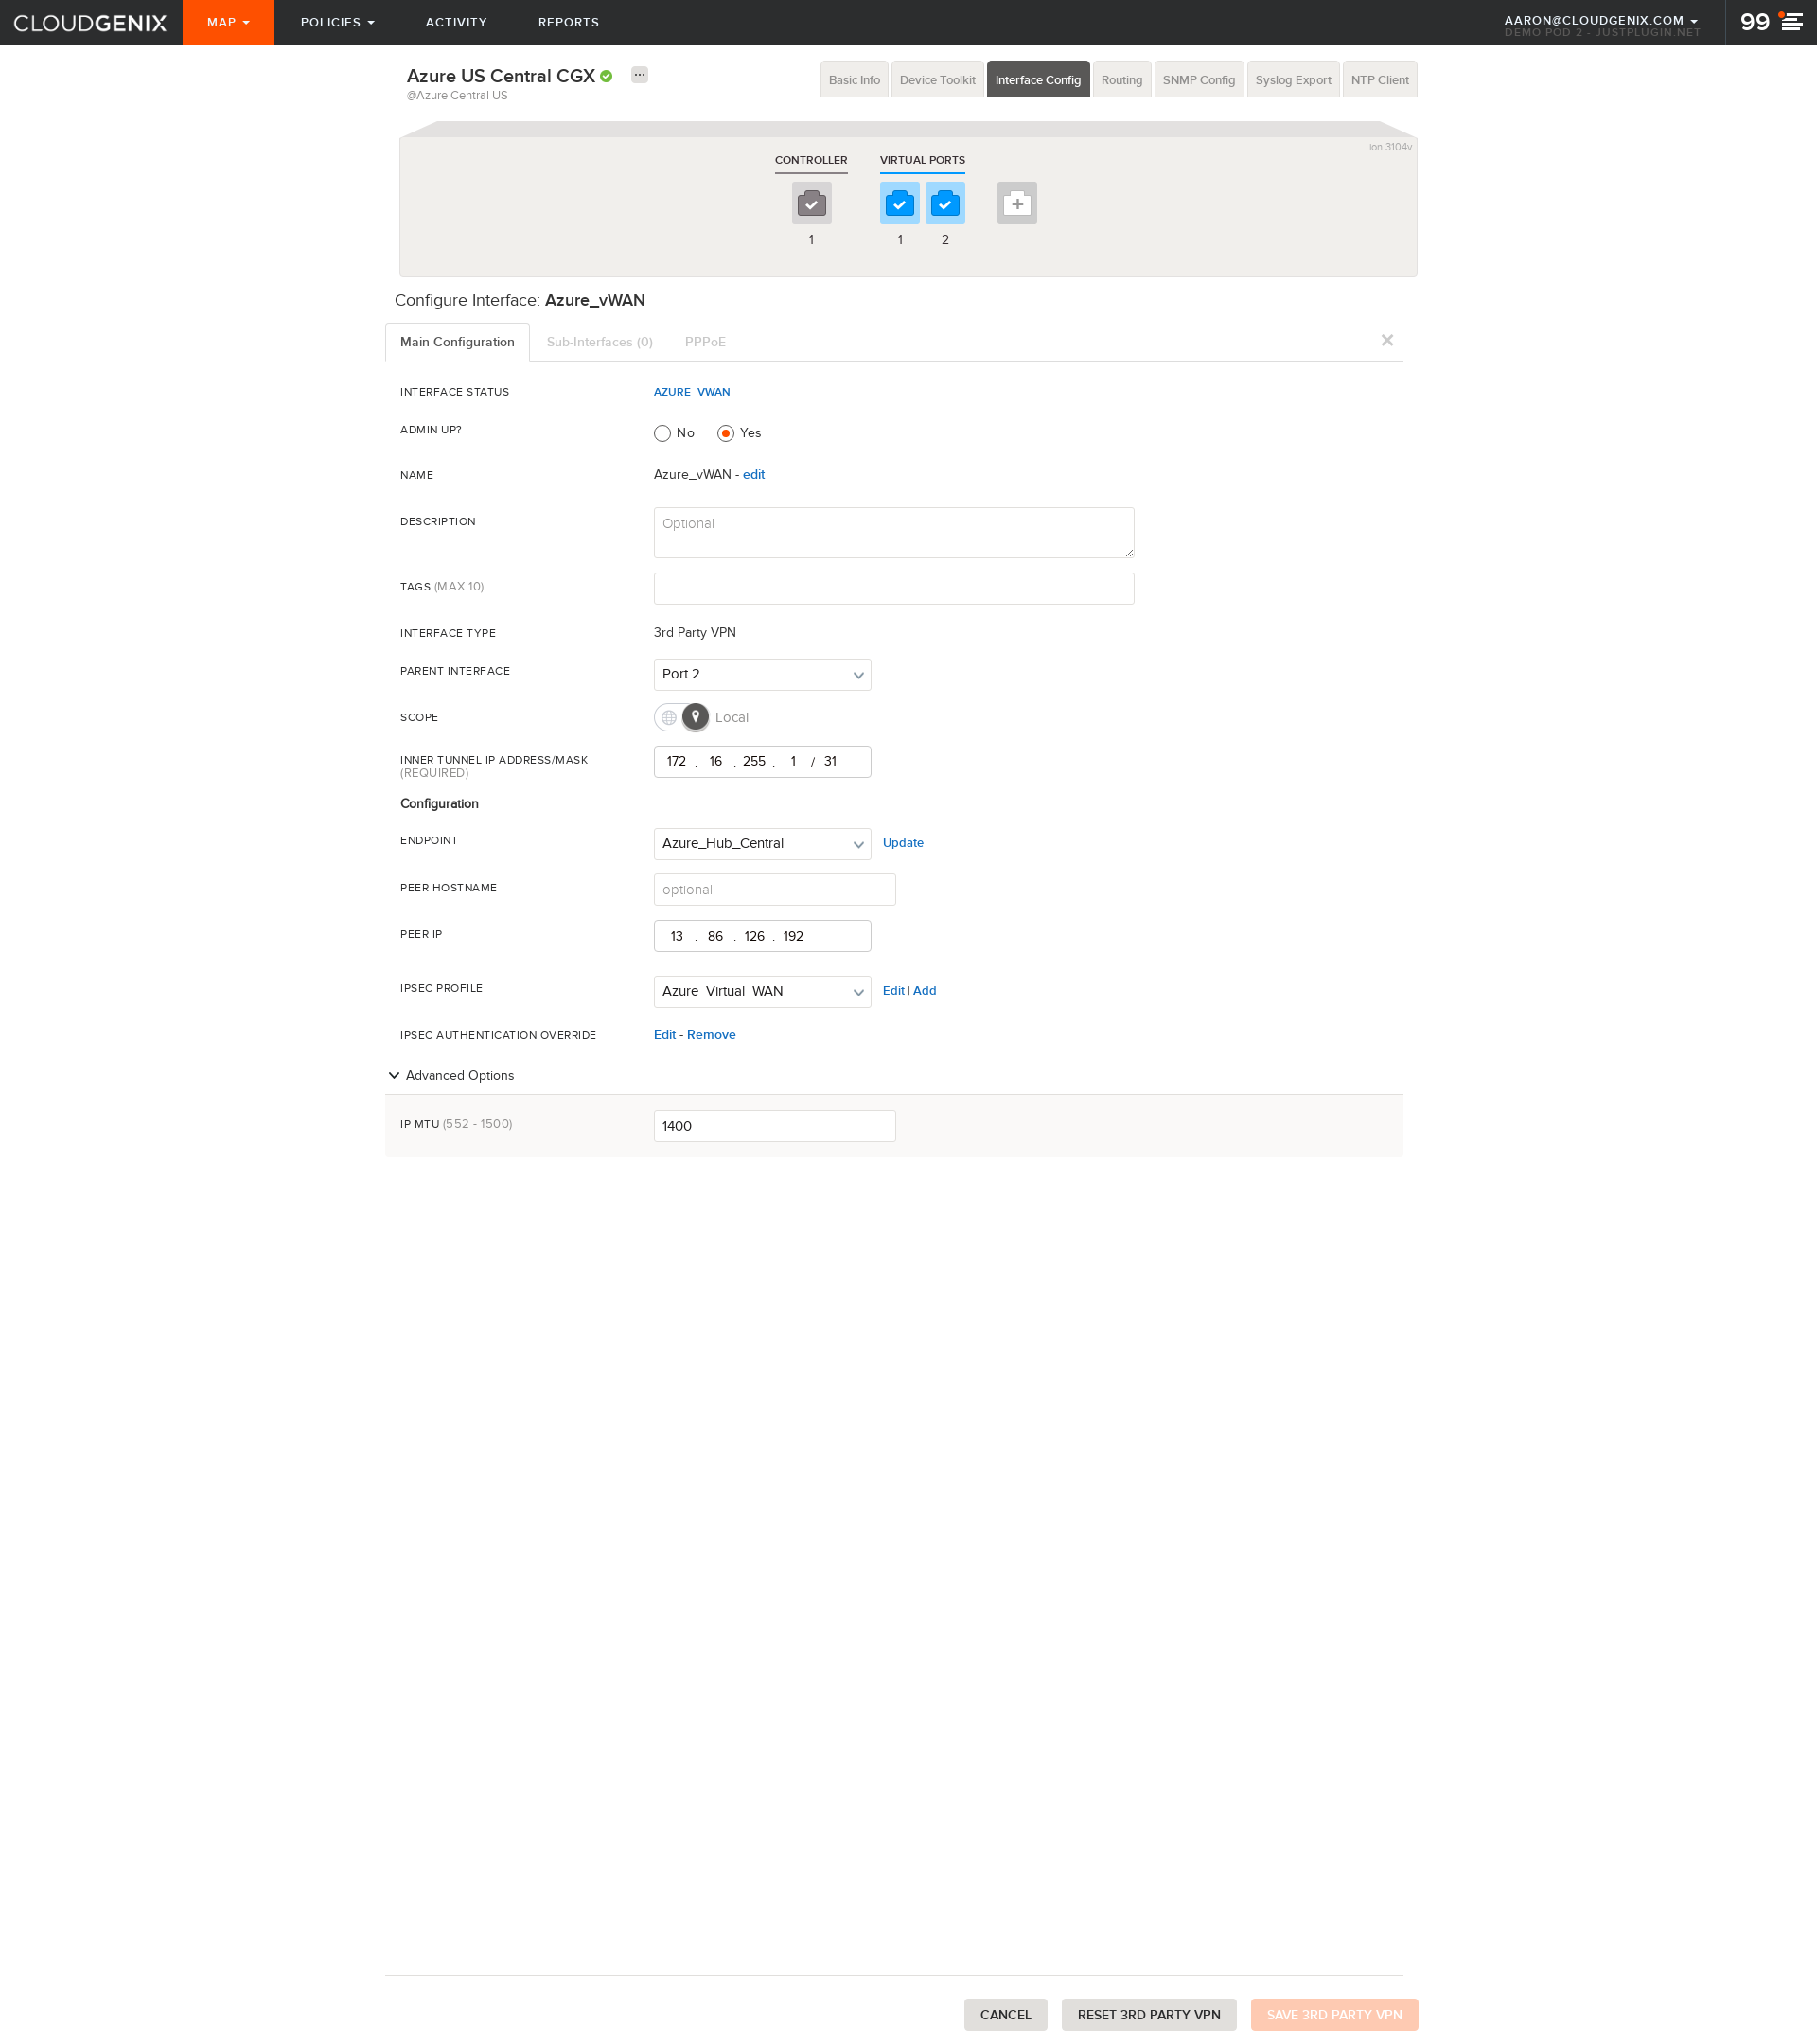 CLOUDGENIX MAP POLICIES ACTIVITY REPORTS AARON@CLOUDGENIX.COM 99
DEMO POD 2 - JUSTPLUGIN.NET
Azure US Central CGX ... Basic Info Device Toolkit Interface Config Routing SNMP Config Syslog Export NTP Client
@Azure Central US
ion 3104v
CONTROLLER VIRTUAL PORTS
1 1 2
Configure Interface: Azure_vWAN
Main Configuration Sub-Interfaces (0) PPPoE
INTERFACE STATUS AZURE_VWAN
ADMIN UP? No Yes
NAME Azure_vWAN - edit
DESCRIPTION Optional
TAGS (MAX 10)
INTERFACE TYPE 3rd Party VPN
PARENT INTERFACE Port 2
SCOPE Local
INNER TUNNEL IP ADDRESS/MASK 172 . 16 . 255 . 1 / 31
(REQUIRED)
Configuration
ENDPOINT Azure_Hub_Central Update
PEER HOSTNAME optional
PEER IP 13 . 86 . 126 . 192
IPSEC PROFILE Azure_Virtual_WAN Edit | Add
IPSEC AUTHENTICATION OVERRIDE Edit - Remove
Advanced Options
IP MTU (552 - 1500) 1400
CANCEL RESET 3RD PARTY VPN SAVE 3RD PARTY VPN